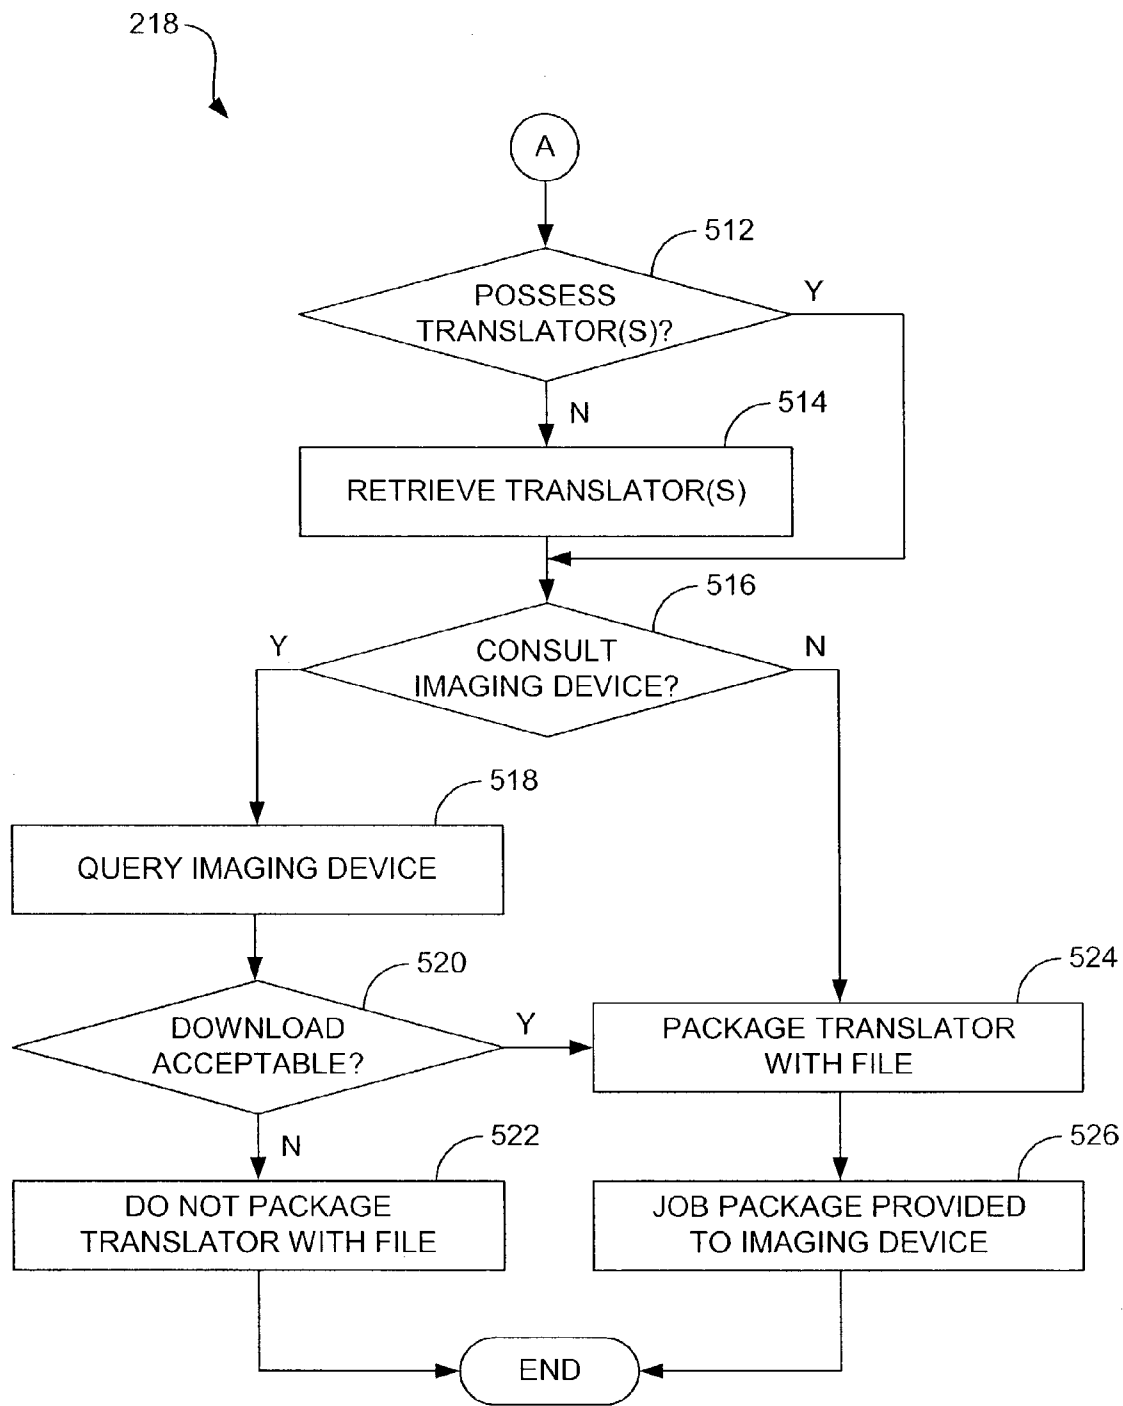 218
A
512
POSSESS
TRANSLATOR(S)?
Y
N
514
RETRIEVE TRANSLATOR(S)
516
CONSULT
IMAGING DEVICE?
Y
N
518
QUERY IMAGING DEVICE
520
DOWNLOAD
ACCEPTABLE?
Y
N
524
PACKAGE TRANSLATOR
WITH FILE
522
DO NOT PACKAGE
TRANSLATOR WITH FILE
526
JOB PACKAGE PROVIDED
TO IMAGING DEVICE
END